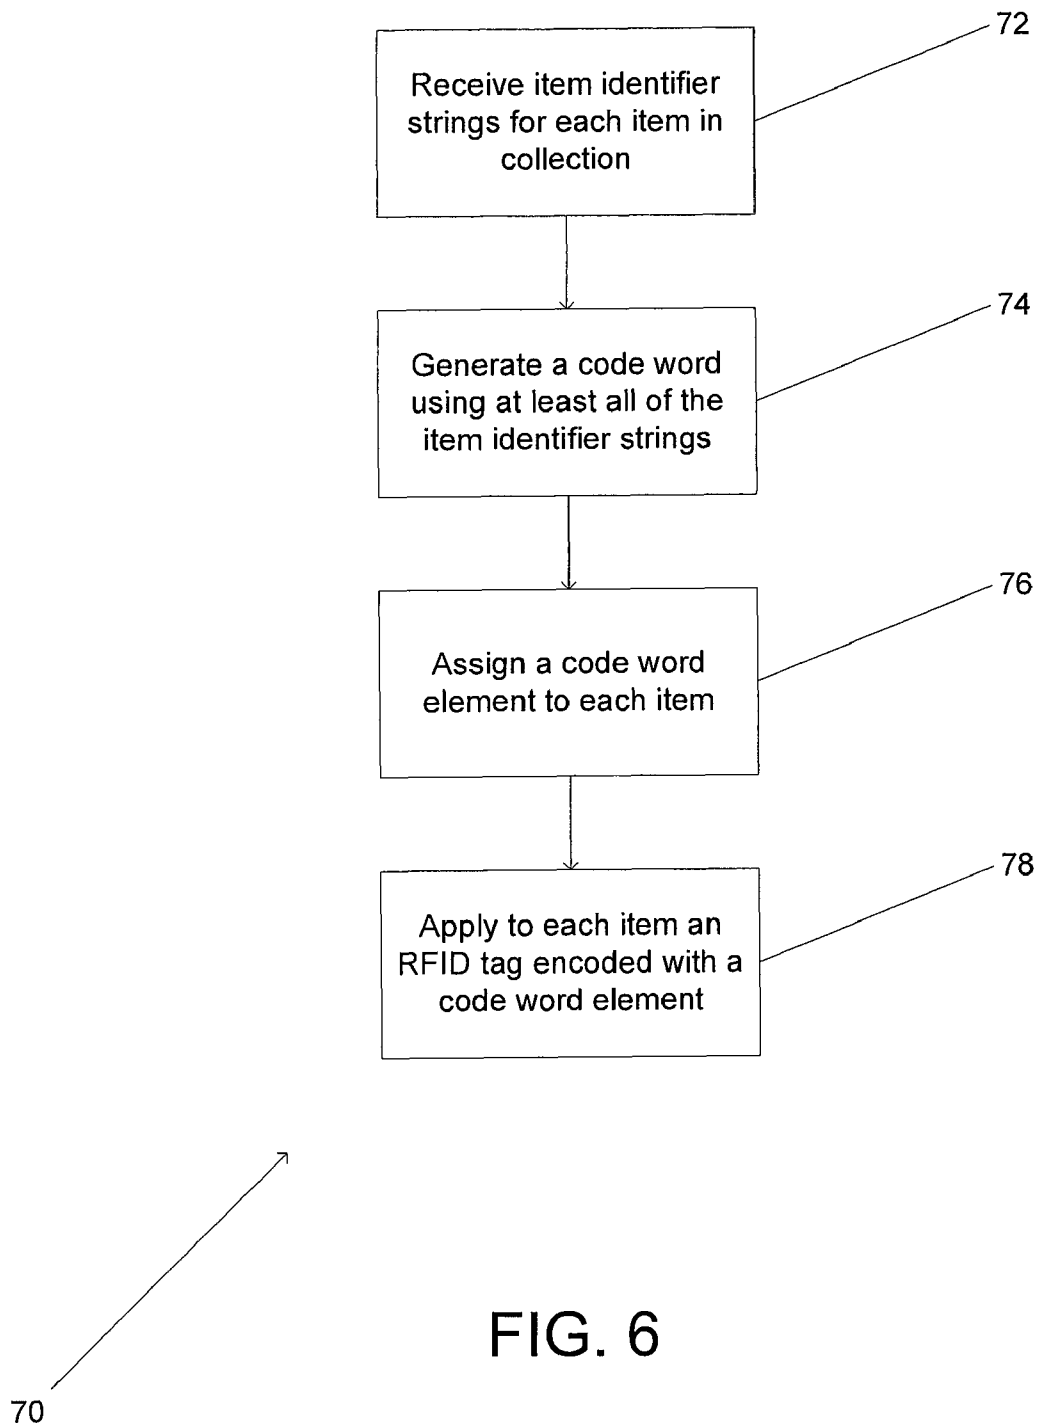 72
Receive item identifier
strings for each item in
collection
74
Generate a code word
using at least all of the
item identifier strings
76
Assign a code word
element to each item
78
Apply to each item an
RFID tag encoded with a
code word element
FIG. 6
70